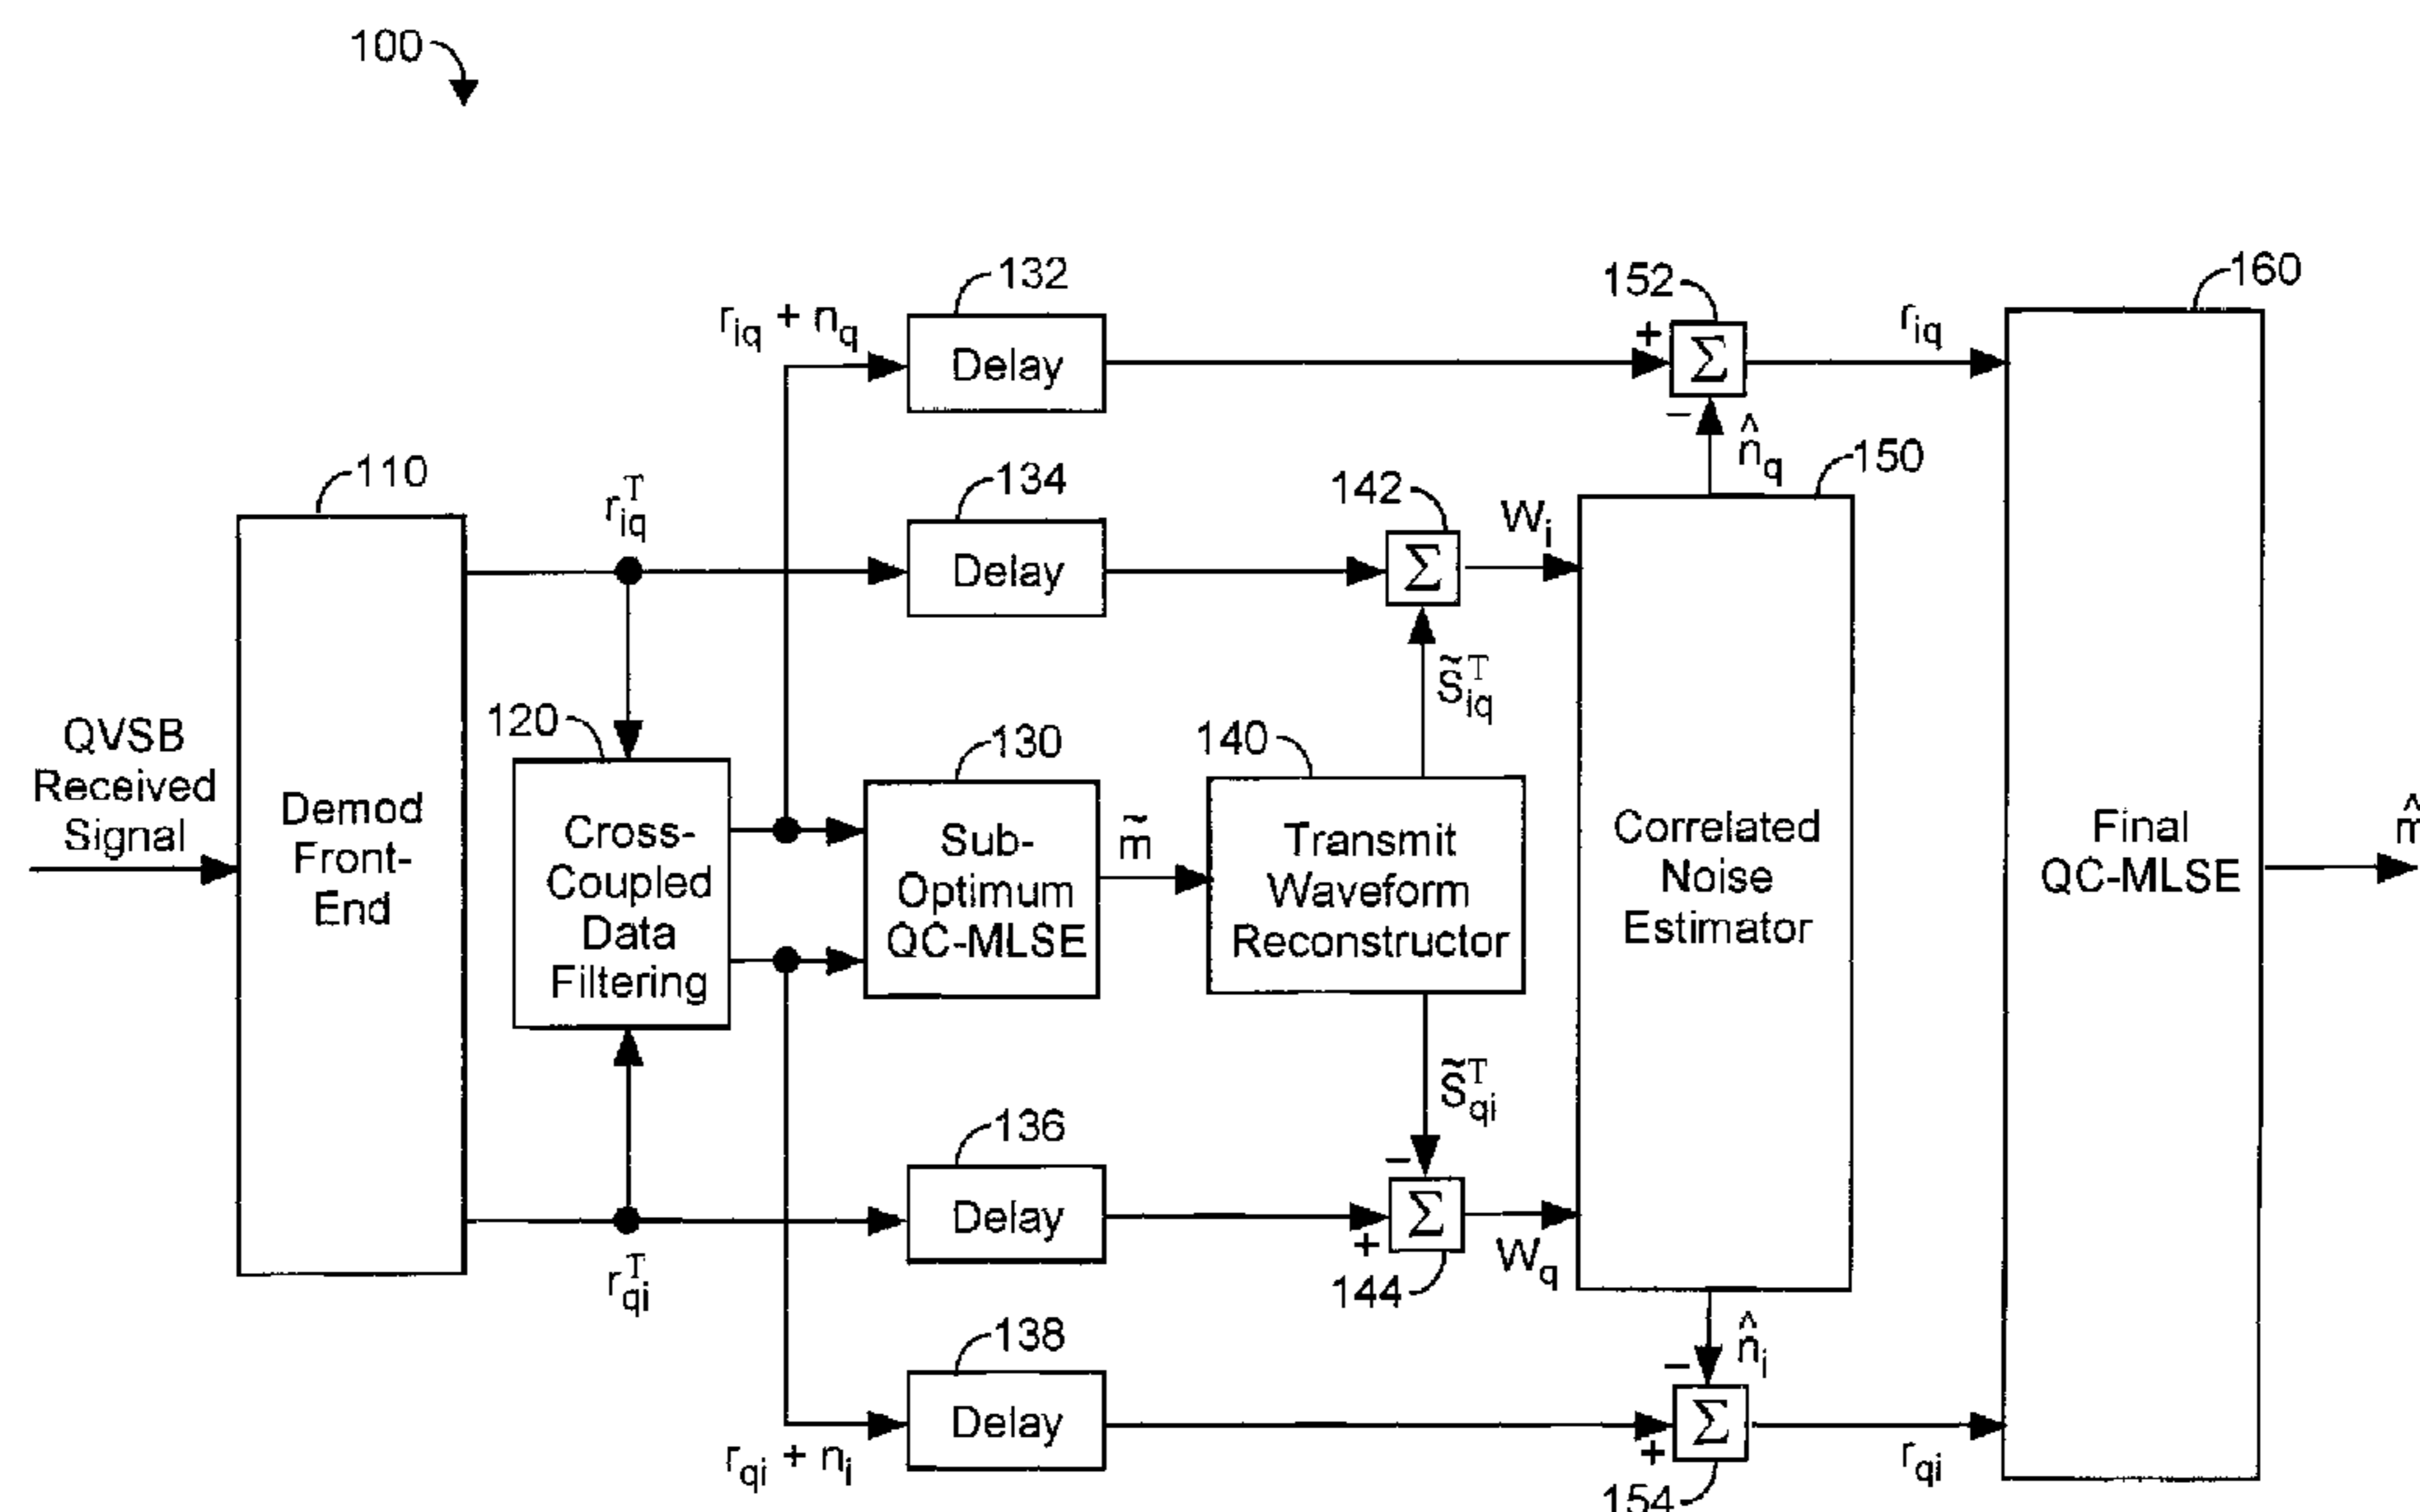 100
132
152
160
r_iq + n_q
Delay
+
Σ
r_iq
−
n̂_q
110
r_iq^T
134
142
W_i
150
Delay
Σ
S̃_iq^T
QVSB
Received
Signal
Demod
Front-
End
120
Cross-
Coupled
Data
Filtering
130
Sub-
Optimum
QC-MLSE
m̃
140
Transmit
Waveform
Reconstructor
Correlated
Noise
Estimator
Final
QC-MLSE
m̂
S̃_qi^T
136
−
Delay
+
Σ
W_q
r_qi^T
144
138
−
n̂_i
Delay
+
Σ
r_qi + n_i
r_qi
154